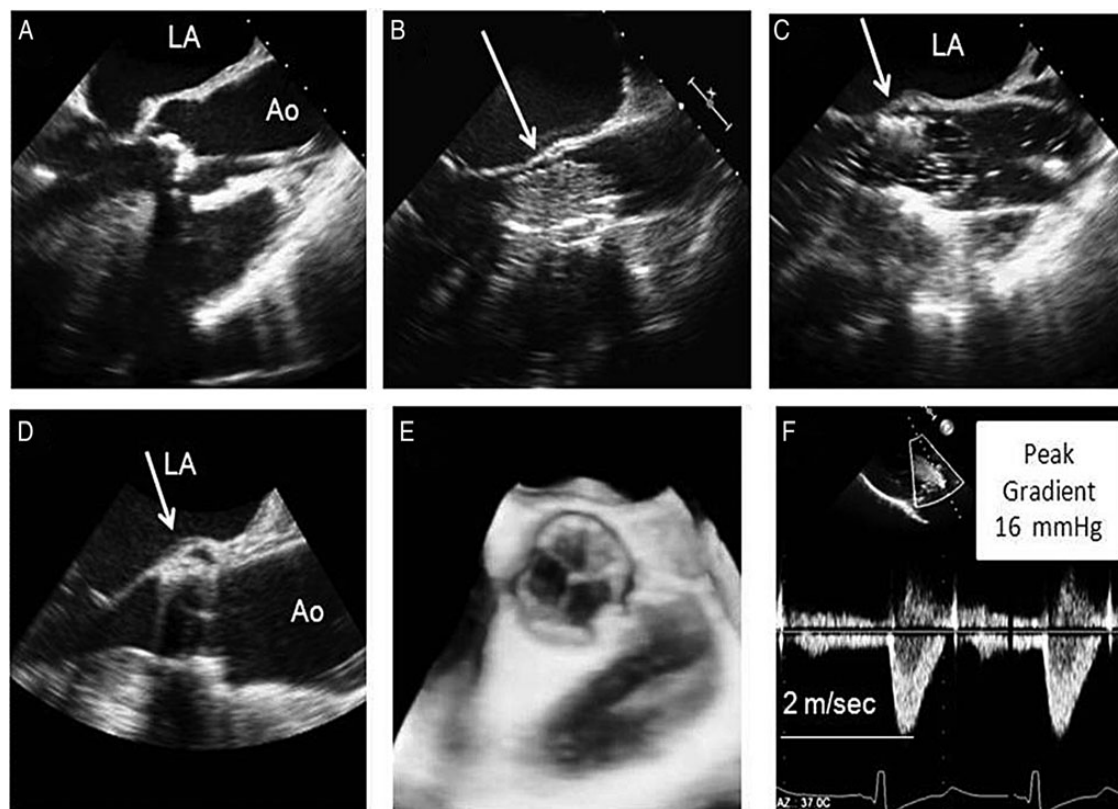 A
LA
Ao
B
C
LA
D
LA
Ao
E
F
Peak
Gradient
16 mmHg
2 m/sec
AZ : 37.0C